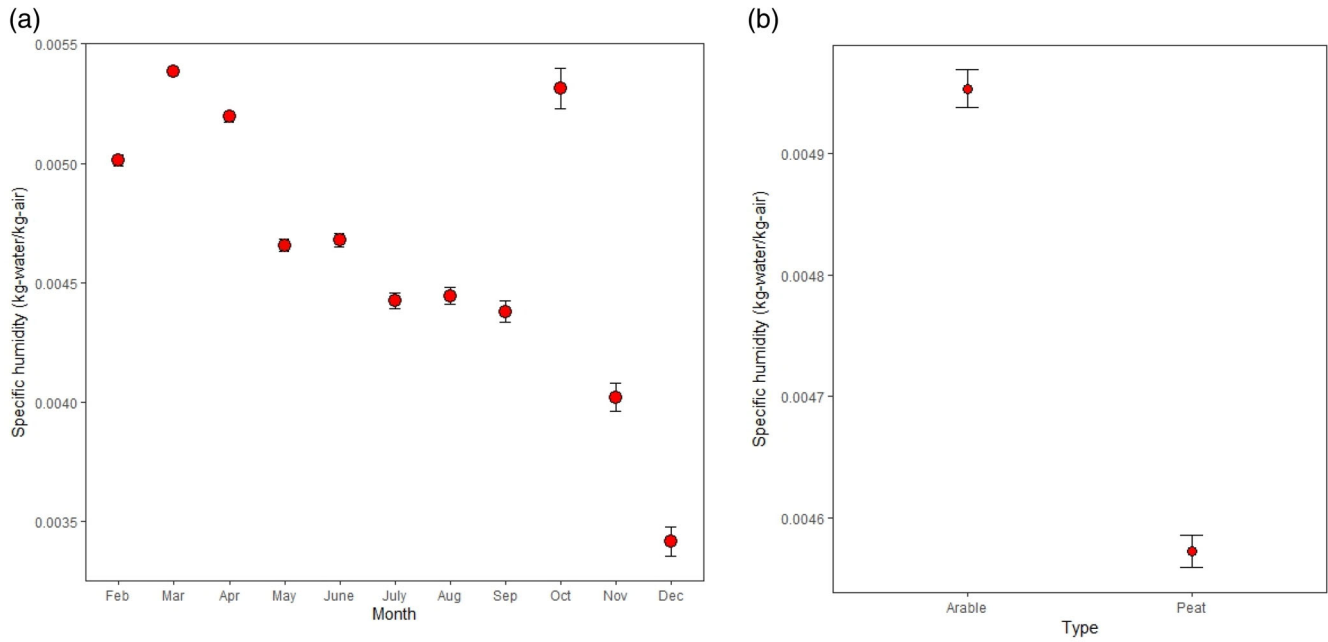 (a)
Specific humidity (kg-water/kg-air)
0.0055
0.0050
0.0045
0.0040
0.0035
Feb Mar Apr May June July Aug Sep Oct Nov Dec
Month
(b)
Specific humidity (kg-water/kg-air)
0.0049
0.0048
0.0047
0.0046
Arable Peat
Type